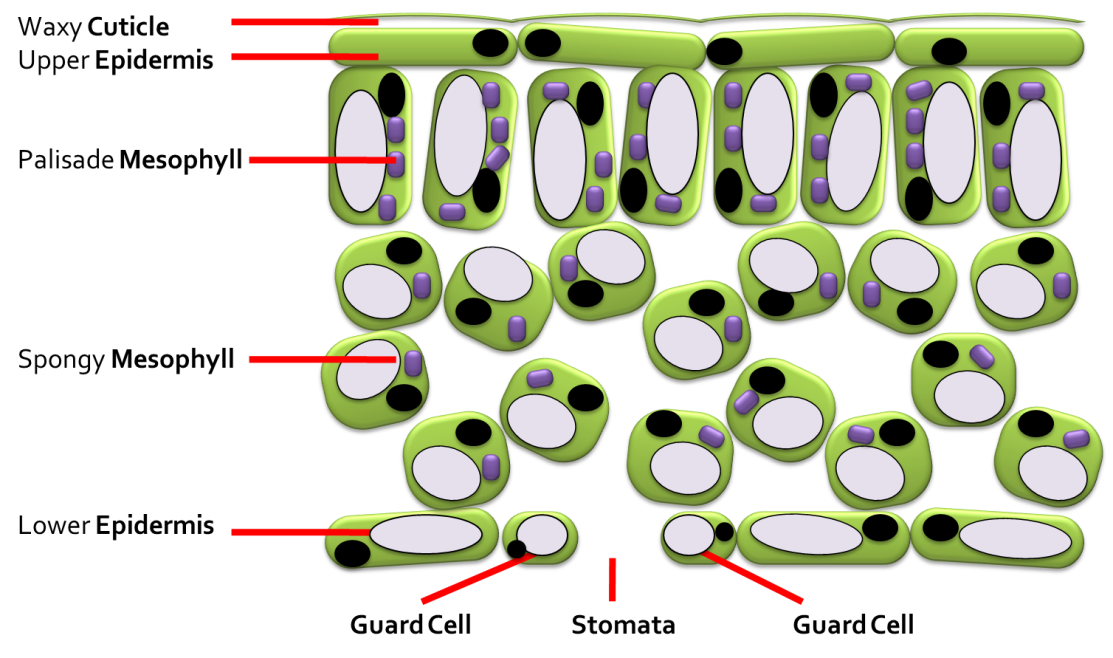 Waxy Cuticle
Upper Epidermis
Palisade Mesophyll
Spongy Mesophyll
Lower Epidermis
Guard Cell
Stomata
Guard Cell